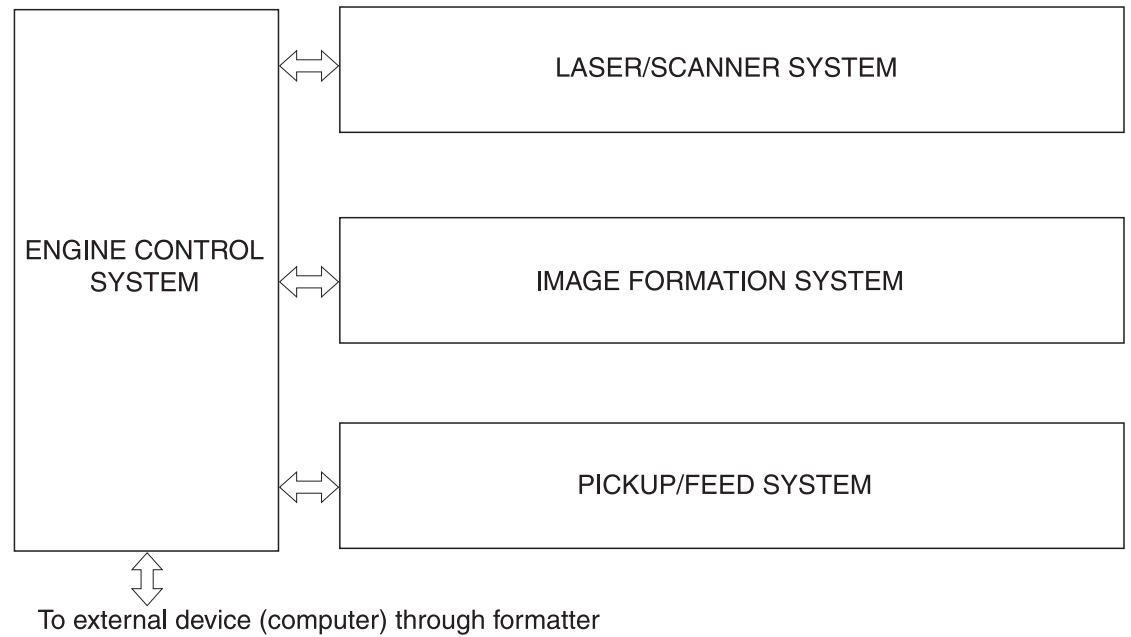 LASER/SCANNER SYSTEM
ENGINE CONTROL
SYSTEM
IMAGE FORMATION SYSTEM
PICKUP/FEED SYSTEM
To external device (computer) through formatter